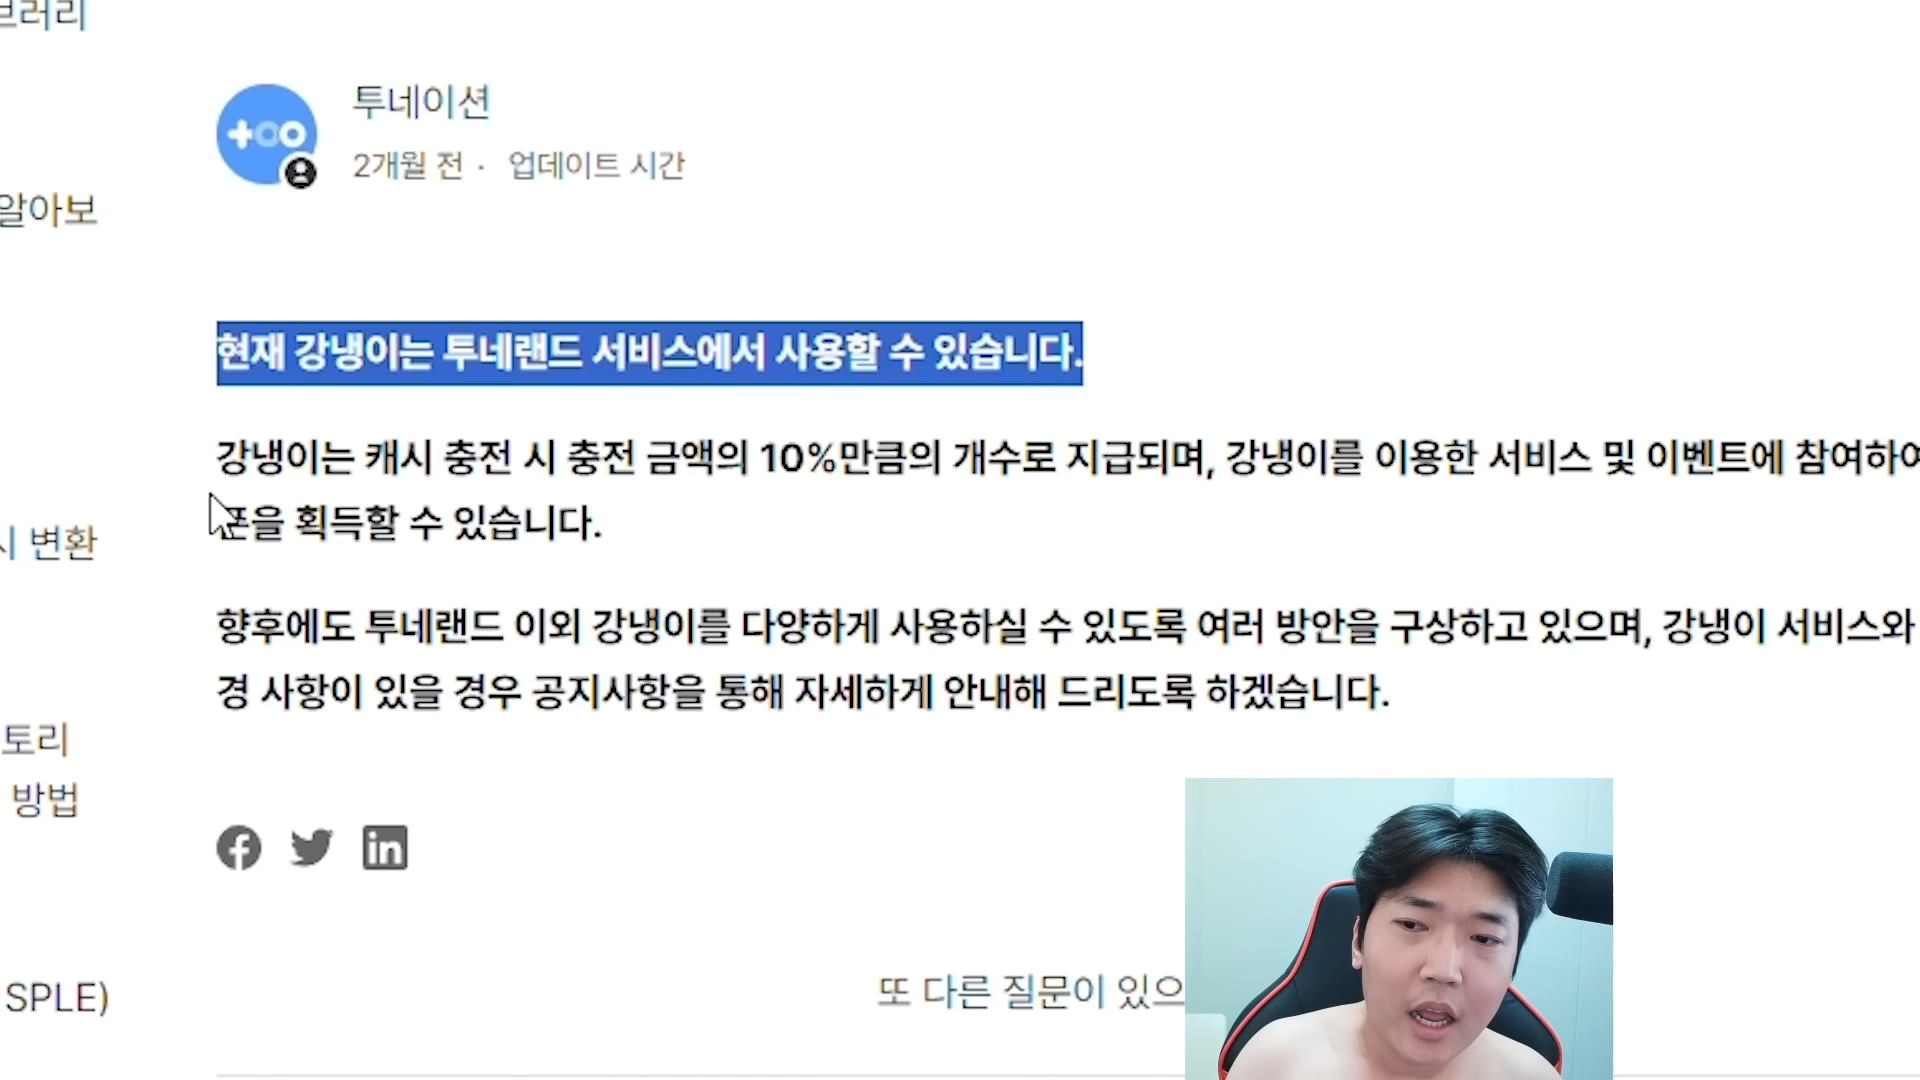 브러리
투네이션
2개월 전 · 업데이트 시간
알아보
현재 강냉이는 투네랜드 서비스에서 사용할 수 있습니다.
강냉이는 캐시 충전 시 충전 금액의 10%만큼의 개수로 지급되며, 강냉이를 이용한 서비스 및 이벤트에 참여하여
폰을 획득할 수 있습니다.
시 변환
향후에도 투네랜드 이외 강냉이를 다양하게 사용하실 수 있도록 여러 방안을 구상하고 있으며, 강냉이 서비스와
경 사항이 있을 경우 공지사항을 통해 자세하게 안내해 드리도록 하겠습니다.
토리
방법
SPLE)
또 다른 질문이 있으